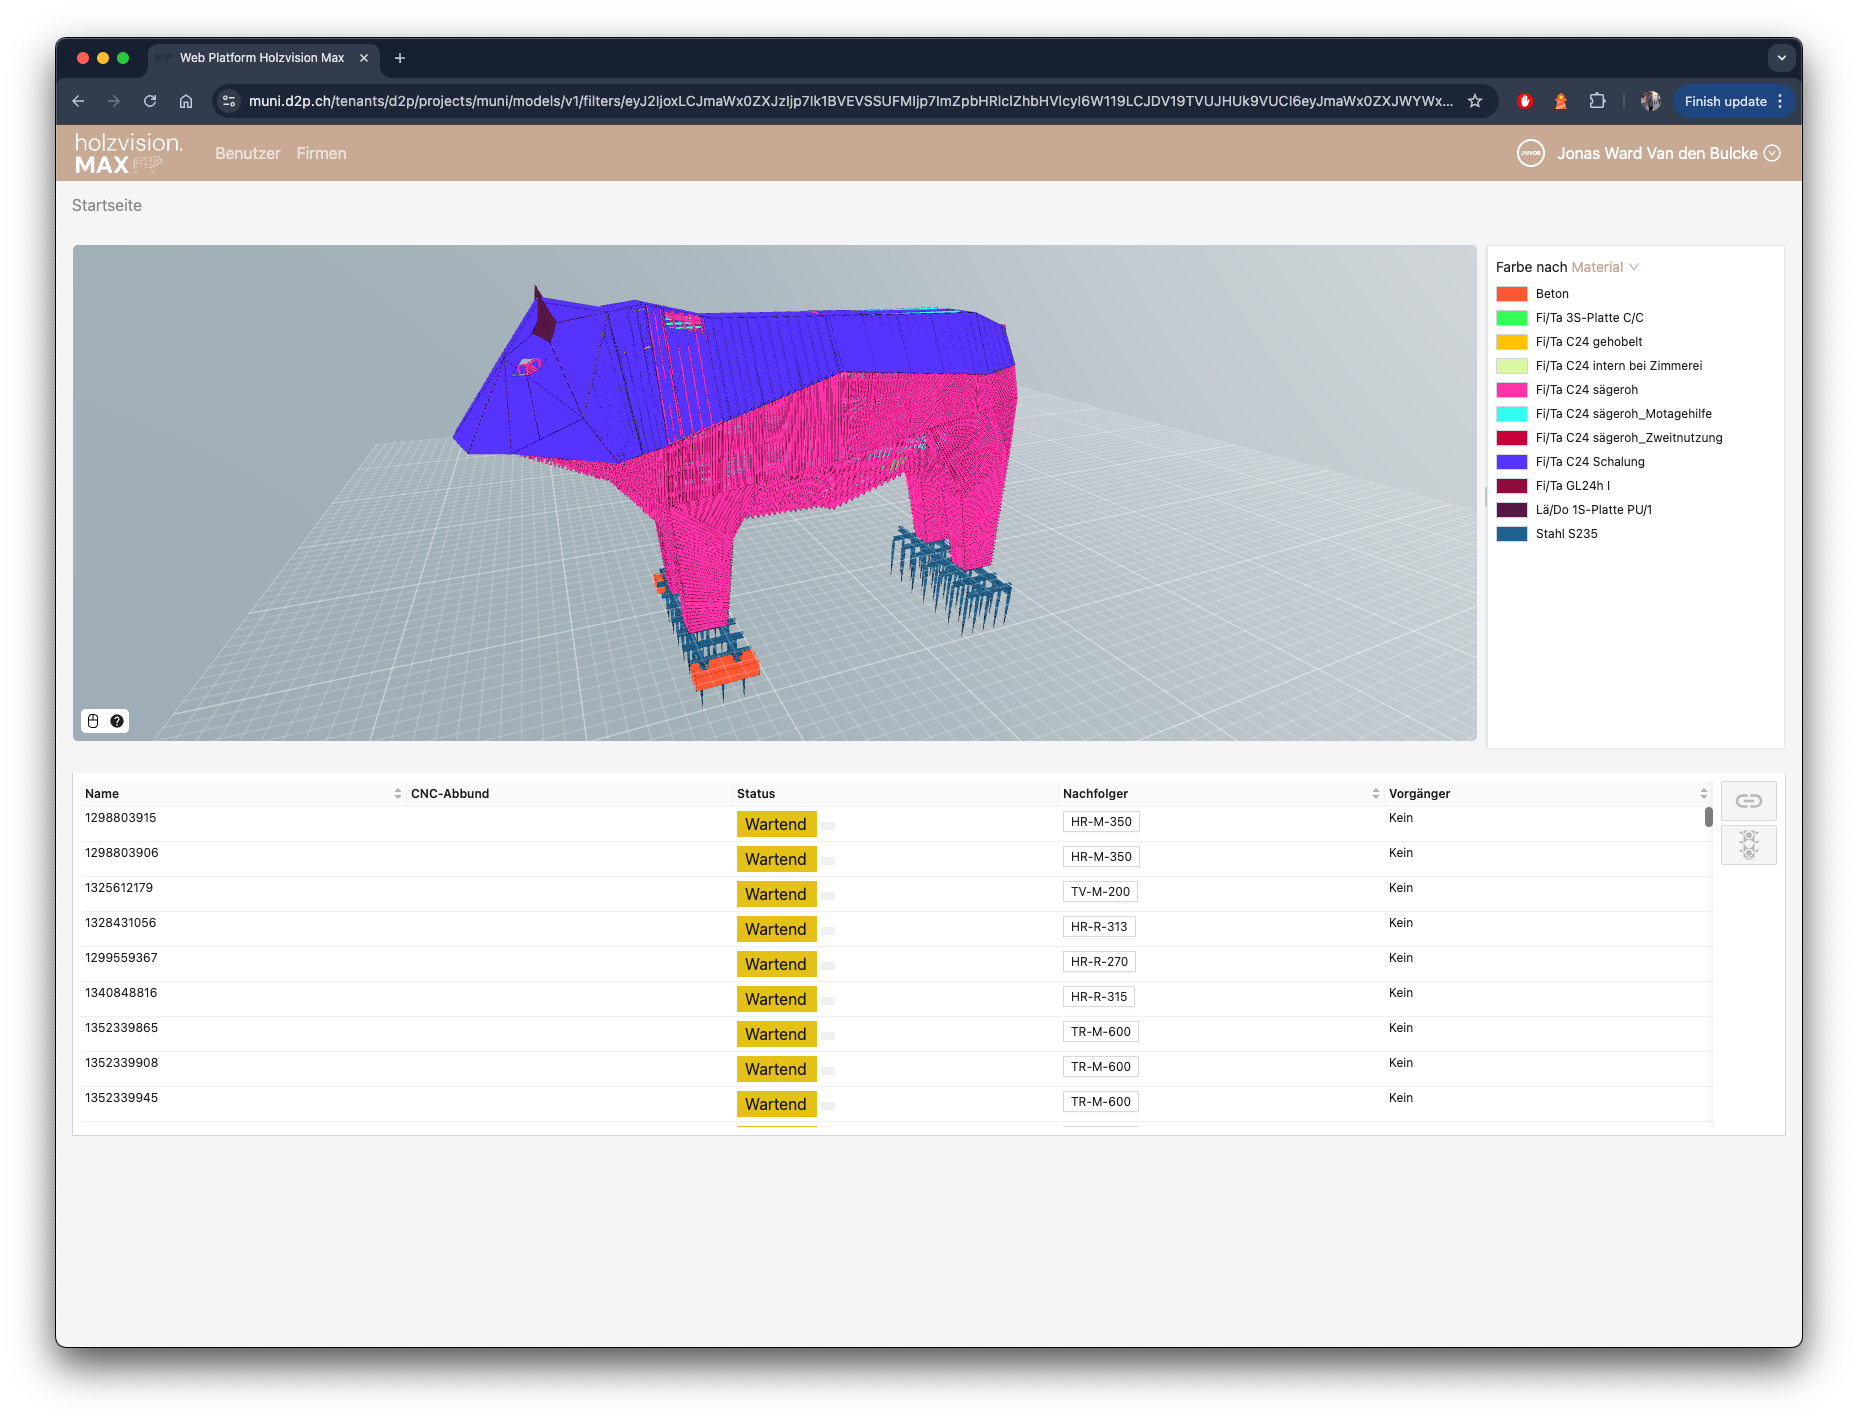 Web Platform Holzvision Max
muni.d2p.ch/tenants/d2p/projects/muni/models/v1/filters/eyJ2IjoxLCJmaWx0ZXJzIjp7Ik1BVEVSSUFMIjp7ImZpbHRlclZhbHVlcyI6W119LCJDV19TVUJHUk9VUCI6eyJmaWx0ZXJWYWx...
Finish update
holzvision.
MAX
Benutzer Firmen
JWVDB
Jonas Ward Van den Bulcke
Startseite
Farbe nach Material
Beton
Fi/Ta 3S-Platte C/C
Fi/Ta C24 gehobelt
Fi/Ta C24 intern bei Zimmerei
Fi/Ta C24 sägeroh
Fi/Ta C24 sägeroh_Motagehilfe
Fi/Ta C24 sägeroh_Zweitnutzung
Fi/Ta C24 Schalung
Fi/Ta GL24h I
Lä/Do 1S-Platte PU/1
Stahl S235
Name CNC-Abbund Status Nachfolger Vorgänger
1298803915 Wartend HR-M-350 Kein
1298803906 Wartend HR-M-350 Kein
1325612179 Wartend TV-M-200 Kein
1328431056 Wartend HR-R-313 Kein
1299559367 Wartend HR-R-270 Kein
1340848816 Wartend HR-R-315 Kein
1352339865 Wartend TR-M-600 Kein
1352339908 Wartend TR-M-600 Kein
1352339945 Wartend TR-M-600 Kein